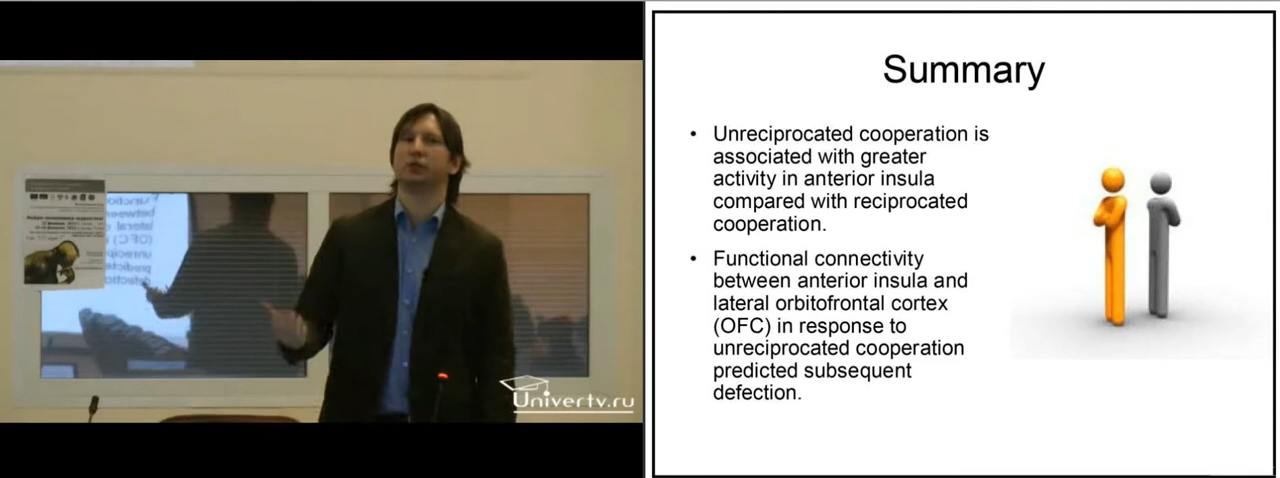 Univertv.ru
Summary
• Unreciprocated cooperation is
associated with greater
activity in anterior insula
compared with reciprocated
cooperation.
• Functional connectivity
between anterior insula and
lateral orbitofrontal cortex
(OFC) in response to
unreciprocated cooperation
predicted subsequent
defection.